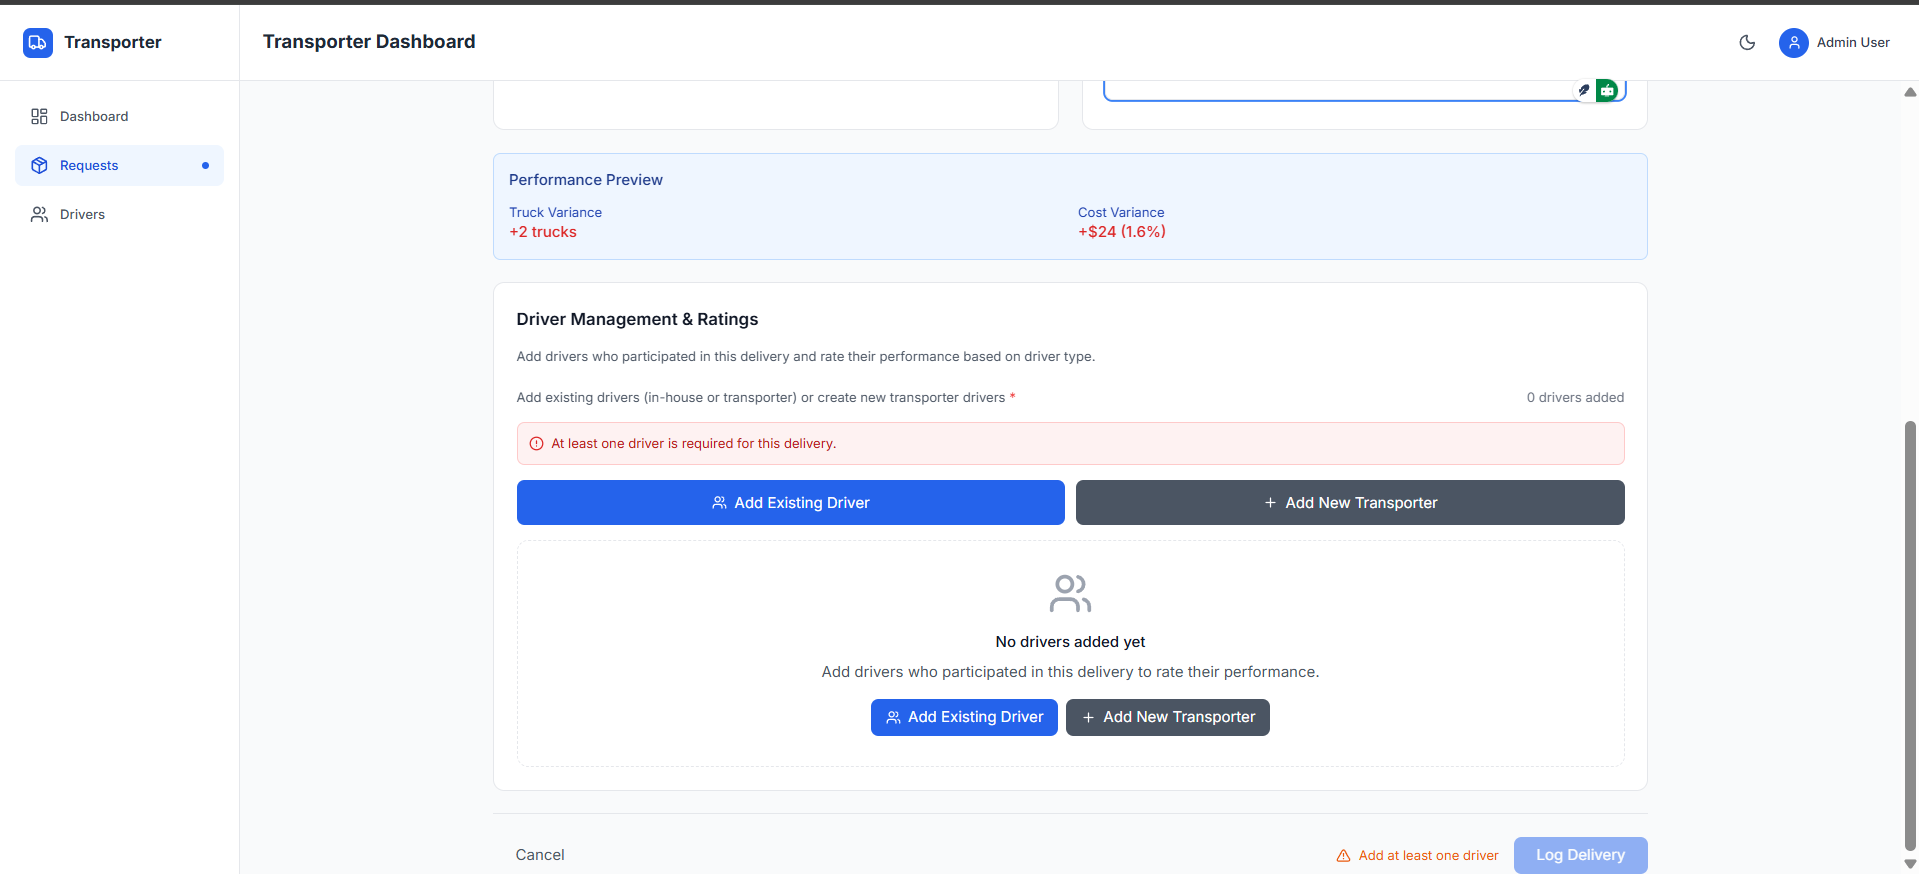 Transporter
Transporter Dashboard
Admin User
Dashboard
Requests
Drivers
Performance Preview
Truck Variance
+2 trucks
Cost Variance
+$24 (1.6%)
Driver Management & Ratings
Add drivers who participated in this delivery and rate their performance based on driver type.
Add existing drivers (in-house or transporter) or create new transporter drivers *
0 drivers added
At least one driver is required for this delivery.
Add Existing Driver
+ Add New Transporter
No drivers added yet
Add drivers who participated in this delivery to rate their performance.
Add Existing Driver
+ Add New Transporter
Cancel
Add at least one driver
Log Delivery